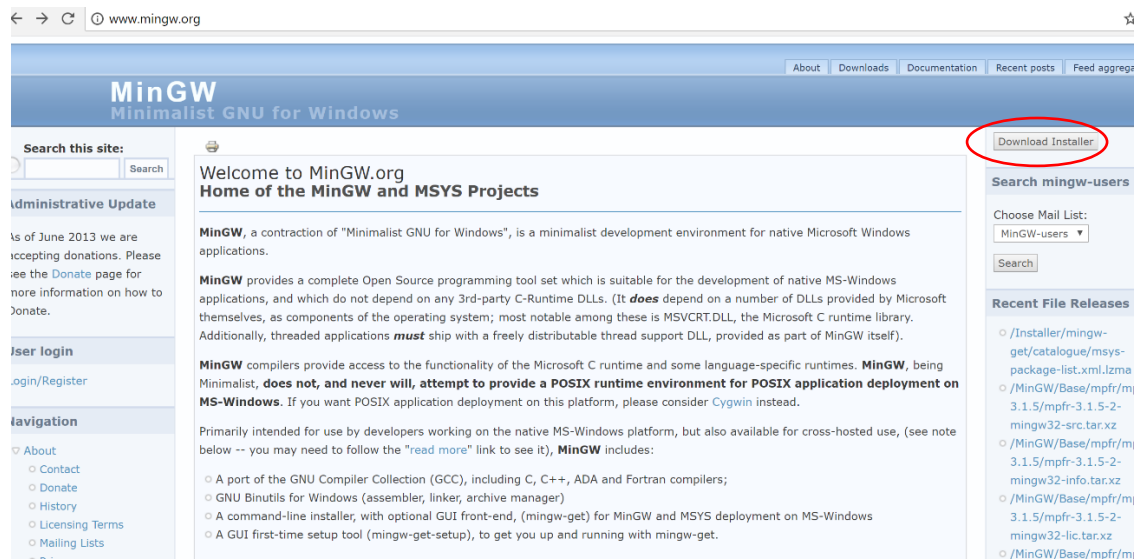 www.mingw.org
About Downloads Documentation Recent posts Feed
MinGW
Minimalist GNU for Windows
Search this site:
Search
Administrative Update
As of June 2013 we are
accepting donations. Please
see the Donate page for
more information on how to
Donate.
User login
Login/Register
Navigation
About
Contact
Donate
History
Licensing Terms
Mailing Lists
Welcome to MinGW.org
Home of the MinGW and MSYS Projects
MinGW, a contraction of "Minimalist GNU for Windows", is a minimalist development environment for native Microsoft Windows
applications.
MinGW provides a complete Open Source programming tool set which is suitable for the development of native MS-Windows
applications, and which do not depend on any 3rd-party C-Runtime DLLs. (It does depend on a number of DLLs provided by Microsoft
themselves, as components of the operating system; most notable among these is MSVCRT.DLL, the Microsoft C runtime library.
Additionally, threaded applications must ship with a freely distributable thread support DLL, provided as part of MinGW itself).
MinGW compilers provide access to the functionality of the Microsoft C runtime and some language-specific runtimes. MinGW, being
Minimalist, does not, and never will, attempt to provide a POSIX runtime environment for POSIX application deployment on
MS-Windows. If you want POSIX application deployment on this platform, please consider Cygwin instead.
Primarily intended for use by developers working on the native MS-Windows platform, but also available for cross-hosted use, (see note
below -- you may need to follow the "read more" link to see it), MinGW includes:
A port of the GNU Compiler Collection (GCC), including C, C++, ADA and Fortran compilers;
GNU Binutils for Windows (assembler, linker, archive manager)
A command-line installer, with optional GUI front-end, (mingw-get) for MinGW and MSYS deployment on MS-Windows
A GUI first-time setup tool (mingw-get-setup), to get you up and running with mingw-get.
Download Installer
Search mingw-users
Choose Mail List:
MinGW-users
Search
Recent File Releases
/Installer/mingw-
get/catalogue/msys-
package-list.xml.lzma
/MinGW/Base/mpfr/
3.1.5/mpfr-3.1.5-2-
mingw32-src.tar.xz
/MinGW/Base/mpfr/
3.1.5/mpfr-3.1.5-2-
mingw32-info.tar.xz
/MinGW/Base/mpfr/
3.1.5/mpfr-3.1.5-2-
mingw32-lic.tar.xz
/MinGW/Base/mpfr/